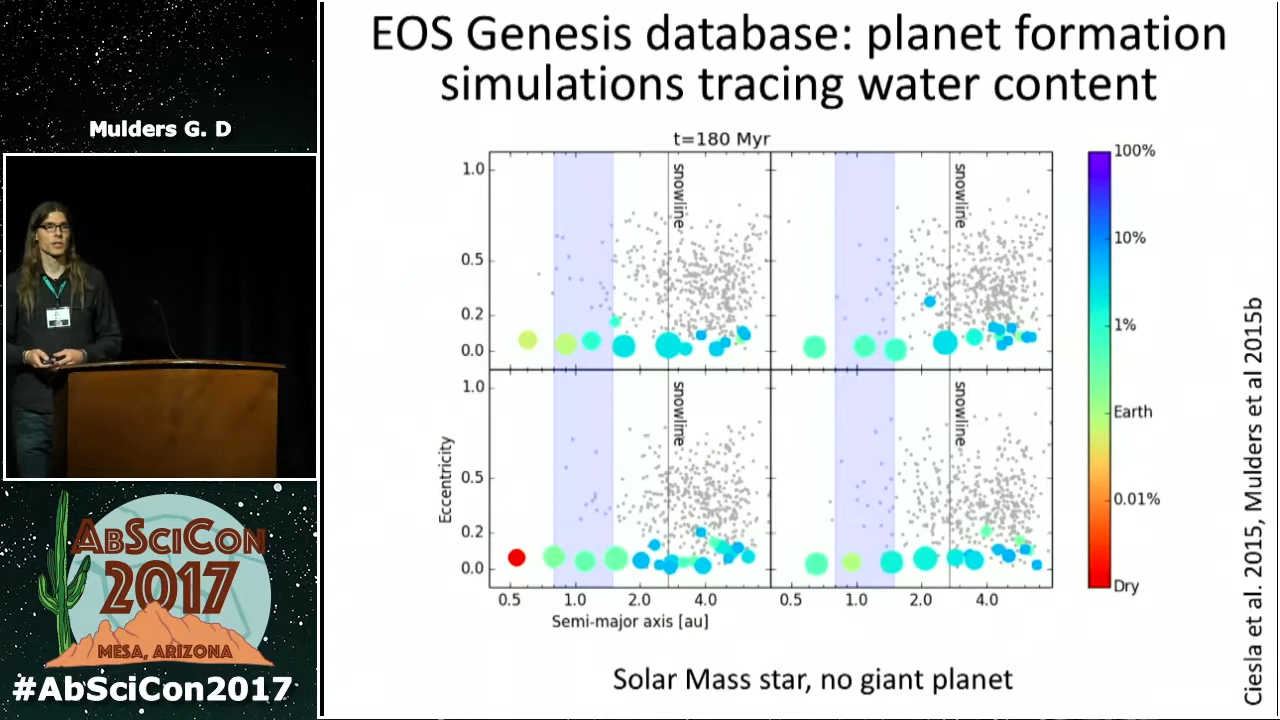 EOS Genesis database: planet formation
simulations tracing water content
Mulders G. D
t=180 Myr
1.0
0.5
0.2
0.0
snowline
snowline
1.0
0.5
0.2
0.0
snowline
snowline
Eccentricity
0.5
1.0
2.0
4.0
0.5
1.0
2.0
4.0
Semi-major axis [au]
100%
10%
1%
Earth
0.01%
Dry
Ciesla et al. 2015, Mulders et al 2015b
Solar Mass star, no giant planet
AbSciCon
2017
MESA, ARIZONA
#AbSciCon2017